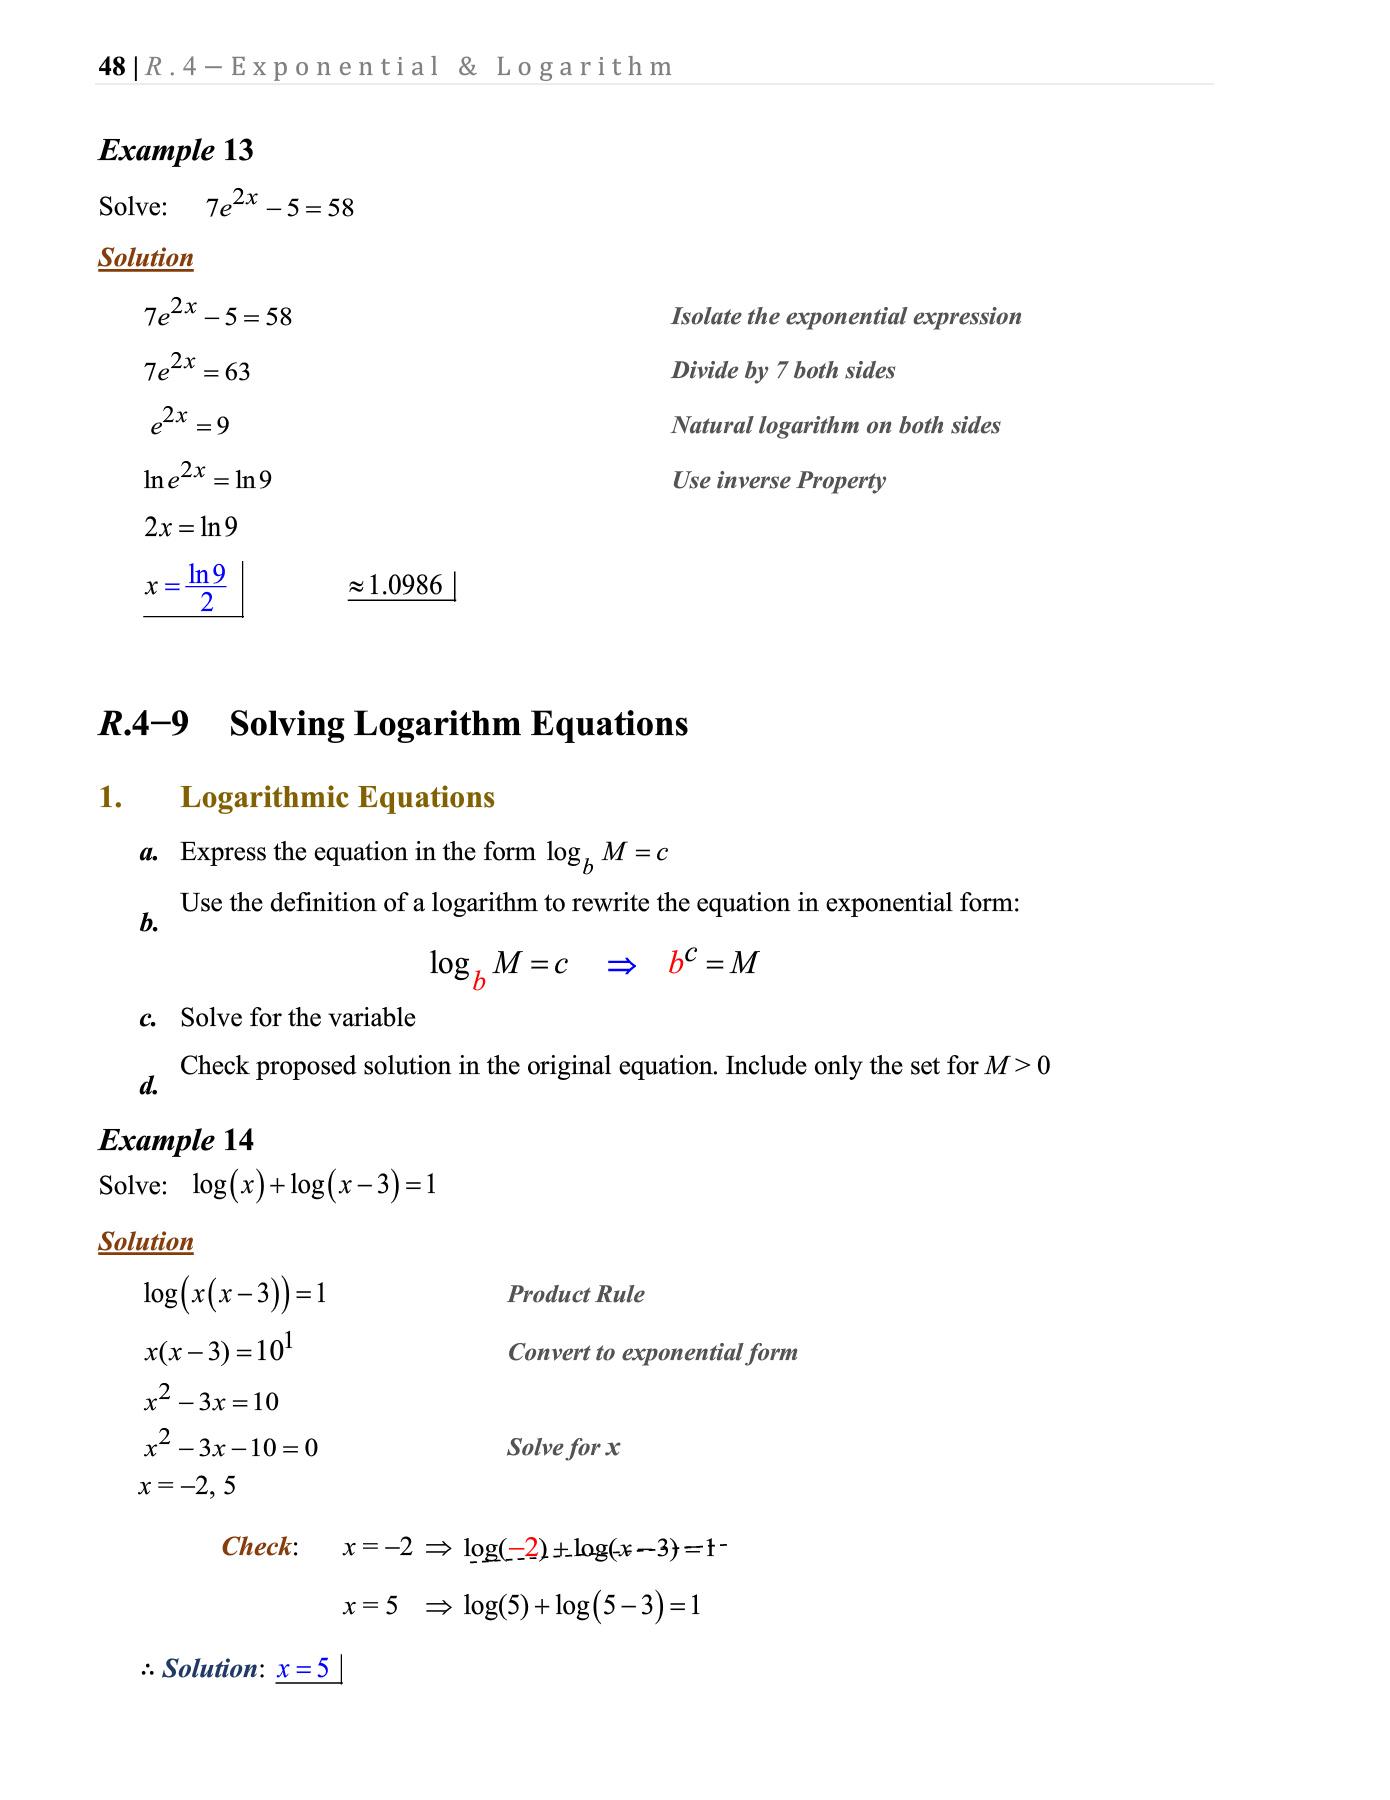 48 | R.4 – Exponential & Logarithm
Example 13
Solve: 7e^{2x} – 5 = 58
Solution
7e^{2x} – 5 = 58 Isolate the exponential expression
7e^{2x} = 63 Divide by 7 both sides
e^{2x} = 9 Natural logarithm on both sides
ln e^{2x} = ln 9 Use inverse Property
2x = ln 9
x = \frac{ln 9}{2} ≈ 1.0986
R.4–9 Solving Logarithm Equations
1. Logarithmic Equations
a. Express the equation in the form log_b M = c
b. Use the definition of a logarithm to rewrite the equation in exponential form:
log_b M = c ⇒ b^c = M
c. Solve for the variable
d. Check proposed solution in the original equation. Include only the set for M > 0
Example 14
Solve: log(x) + log(x – 3) = 1
Solution
log(x(x – 3)) = 1 Product Rule
x(x – 3) = 10^1 Convert to exponential form
x^2 – 3x = 10
x^2 – 3x – 10 = 0 Solve for x
x = –2, 5
Check: x = –2 ⇒ log(–2) + log(x – 3) = 1
x = 5 ⇒ log(5) + log(5 – 3) = 1
∴ Solution: x = 5